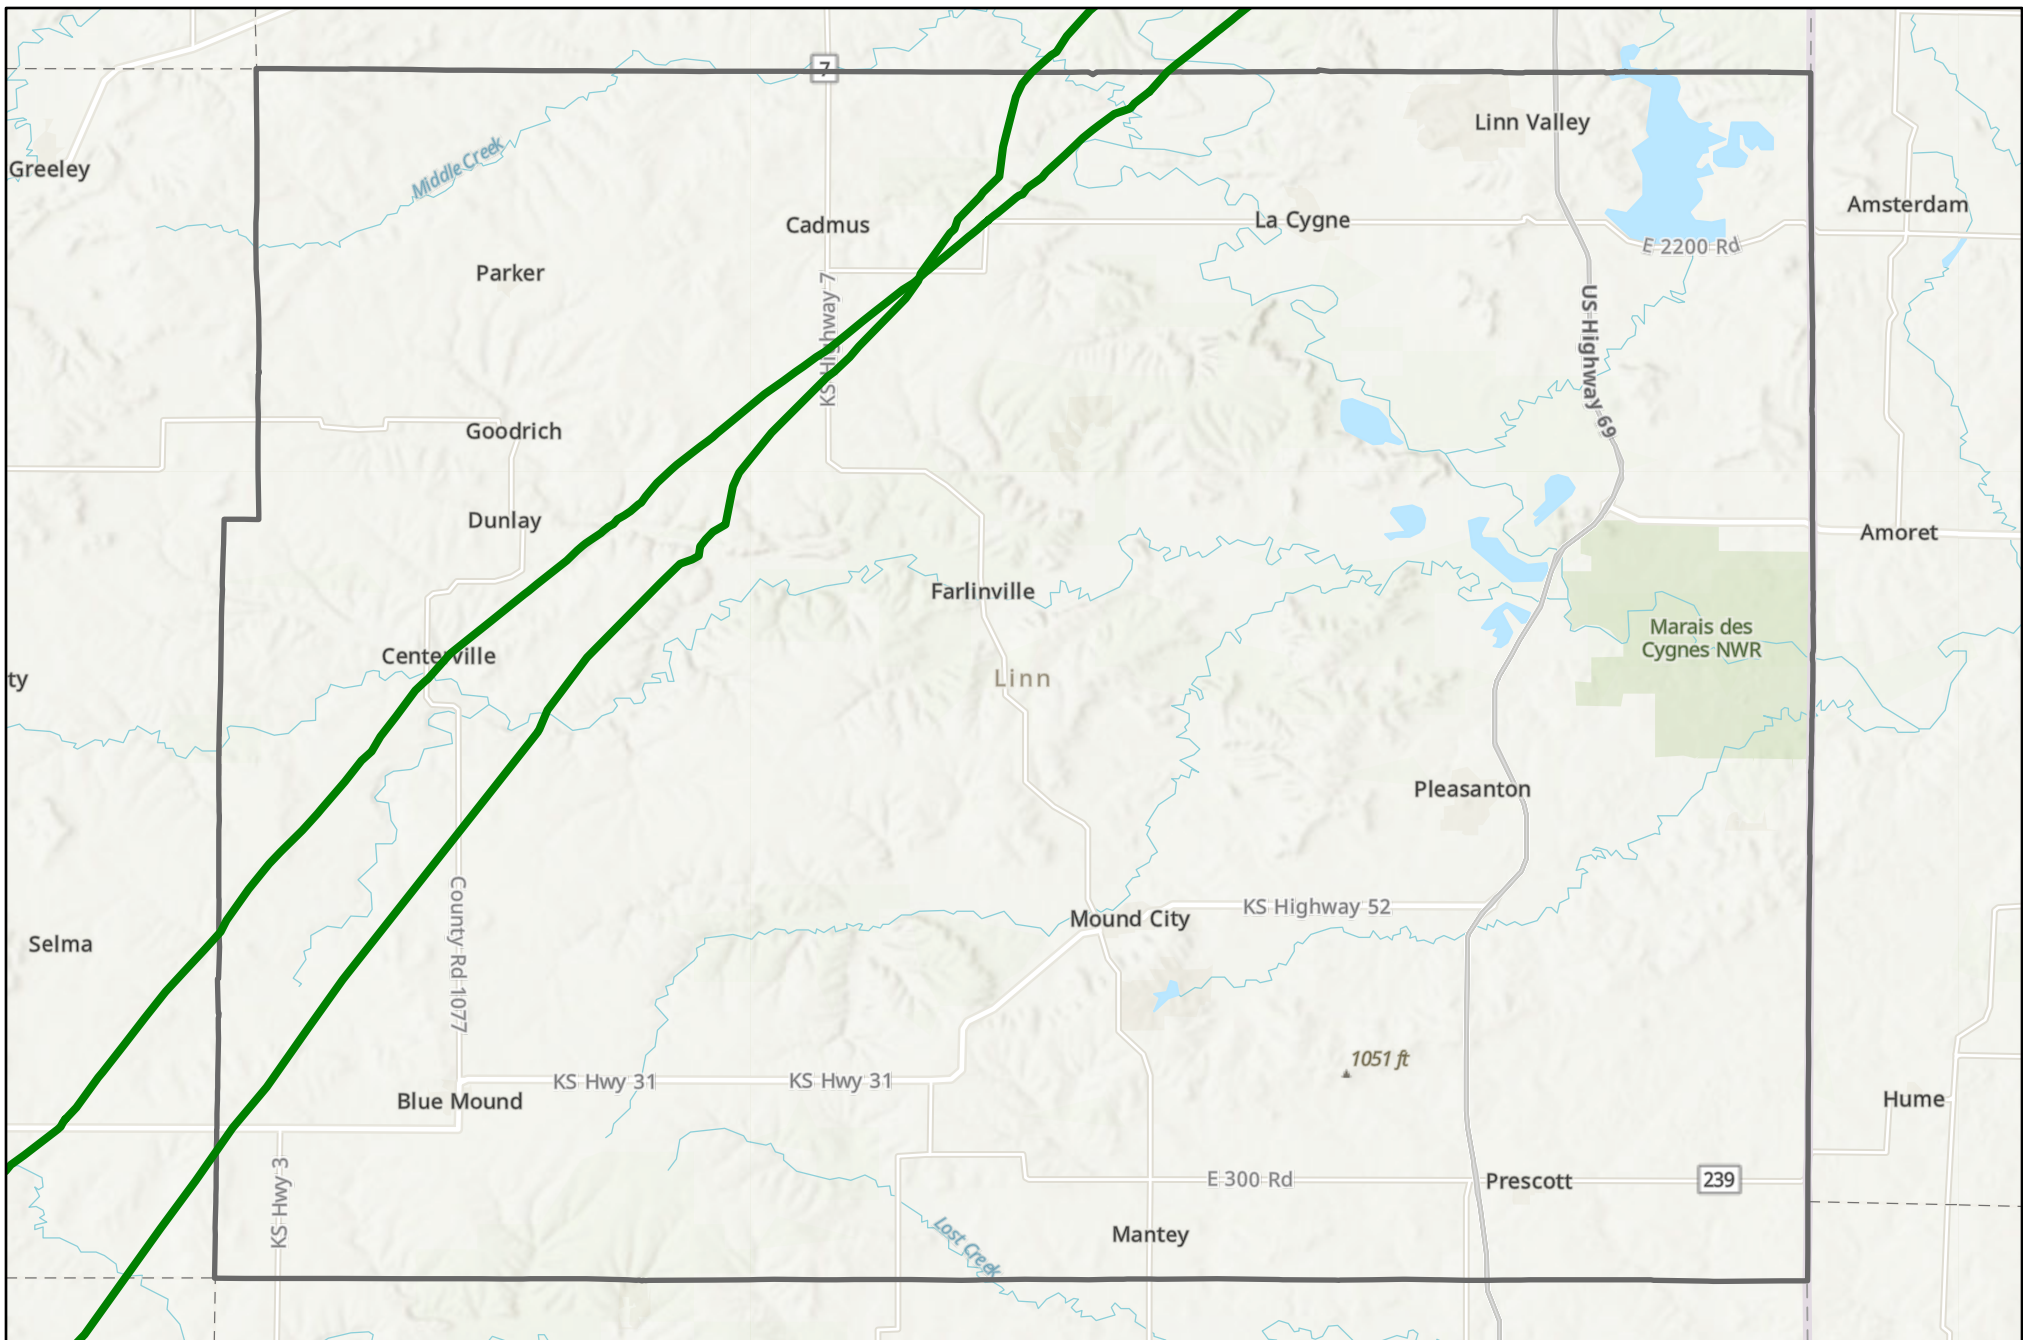 7
Linn Valley
Middle Creek
Greeley
Amsterdam
Cadmus
La Cygne
E 2200 Rd
Parker
KS Highway 7
US Highway 69
Goodrich
Dunlay
Amoret
Farlinville
Marais des
Cygnes NWR
Centerville
ty
Linn
Pleasanton
County Rd 1077
KS Highway 52
Mound City
Selma
1051 ft
KS Hwy 31
KS Hwy 31
Blue Mound
Hume
KS Hwy 3
E 300 Rd
Prescott
239
Lost Creek
Mantey